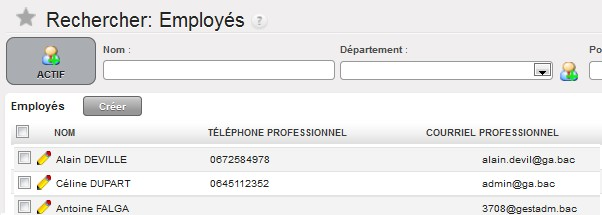 Rechercher: Employés ?
ACTIF
Nom :
Département :
Po
Employés Créer
NOM TÉLÉPHONE PROFESSIONNEL COURRIEL PROFESSIONNEL
Alain DEVILLE 0672584978 alain.devil@ga.bac
Céline DUPART 0645112352 admin@ga.bac
Antoine FALGA 3708@gestadm.bac